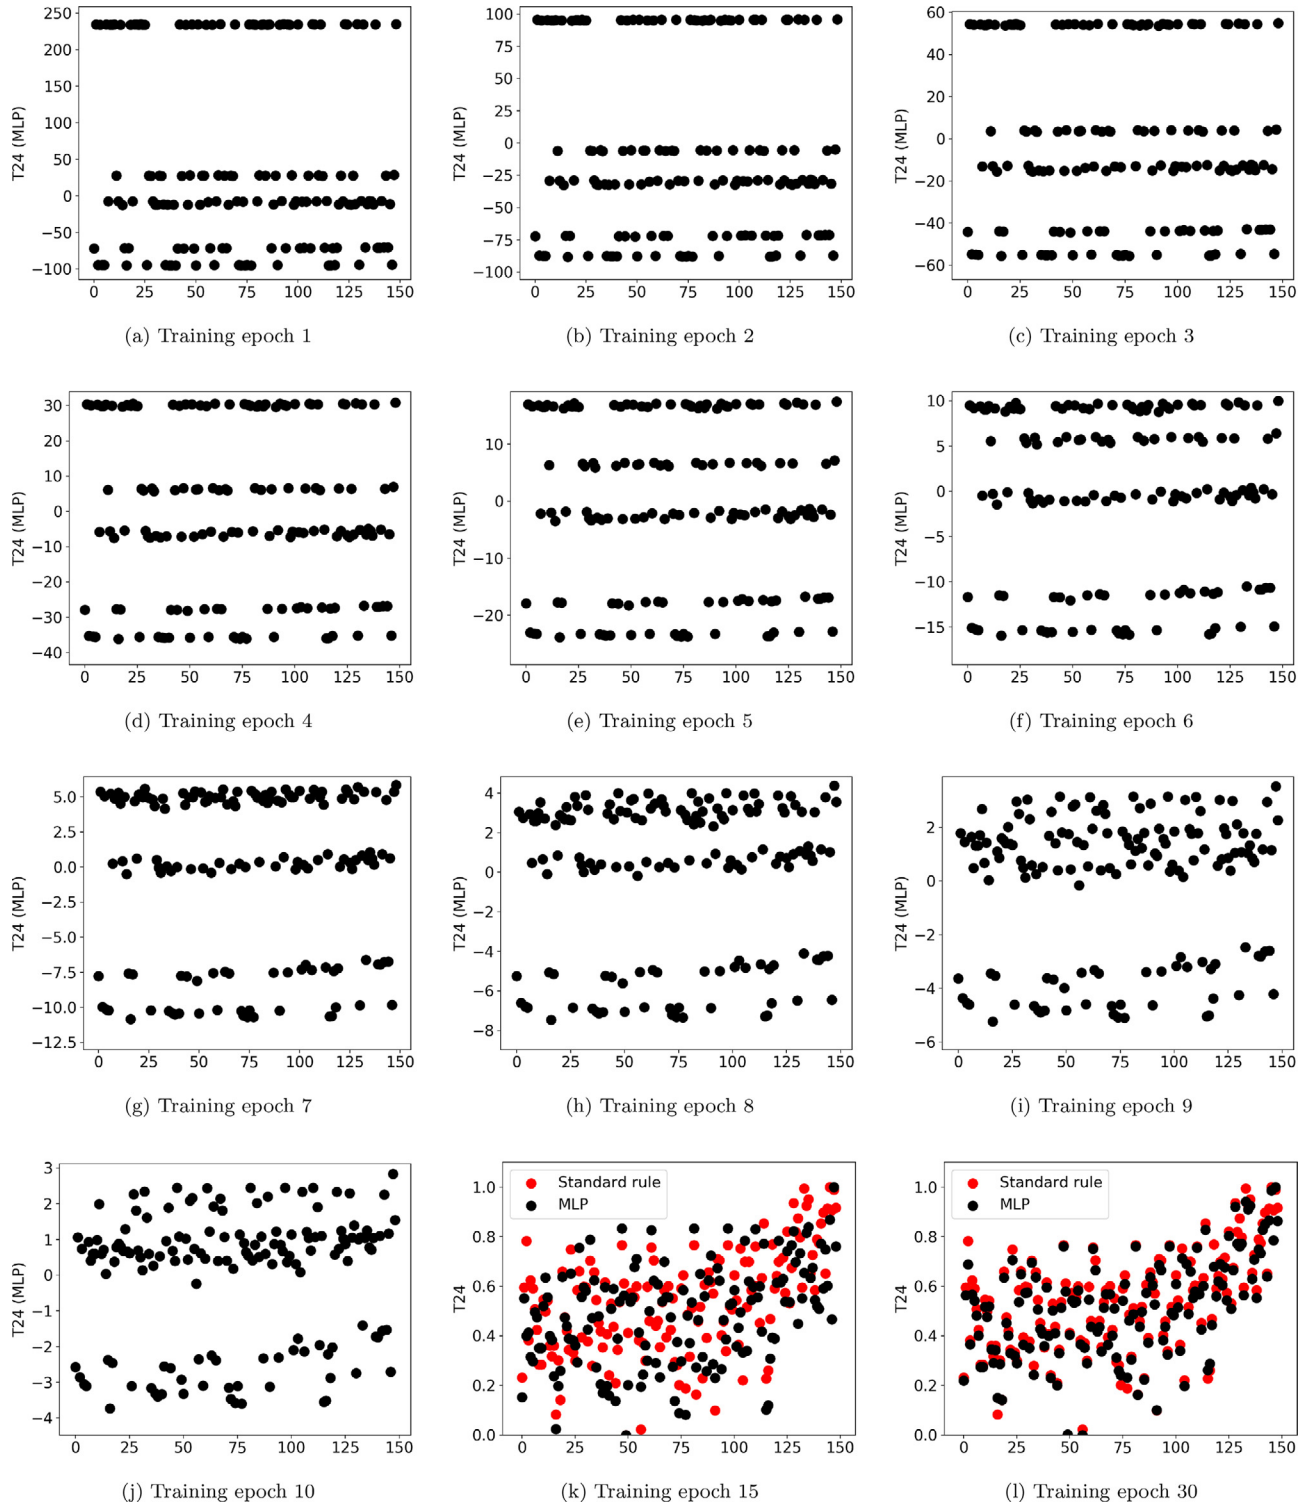 250
200
150
100
50
0
−50
−100
T24 (MLP)
0 25 50 75 100 125 150
(a) Training epoch 1
100
75
50
25
0
−25
−50
−75
−100
T24 (MLP)
0 25 50 75 100 125 150
(b) Training epoch 2
60
40
20
0
−20
−40
−60
T24 (MLP)
0 25 50 75 100 125 150
(c) Training epoch 3
30
20
10
0
−10
−20
−30
−40
T24 (MLP)
0 25 50 75 100 125 150
(d) Training epoch 4
10
0
−10
−20
T24 (MLP)
0 25 50 75 100 125 150
(e) Training epoch 5
10
5
0
−5
−10
−15
T24 (MLP)
0 25 50 75 100 125 150
(f) Training epoch 6
5.0
2.5
0.0
−2.5
−5.0
−7.5
−10.0
−12.5
T24 (MLP)
0 25 50 75 100 125 150
(g) Training epoch 7
4
2
0
−2
−4
−6
−8
T24 (MLP)
0 25 50 75 100 125 150
(h) Training epoch 8
2
0
−2
−4
−6
T24 (MLP)
0 25 50 75 100 125 150
(i) Training epoch 9
3
2
1
0
−1
−2
−3
−4
T24 (MLP)
0 25 50 75 100 125 150
(j) Training epoch 10
Standard rule
MLP
1.0
0.8
0.6
0.4
0.2
0.0
T24
0 25 50 75 100 125 150
(k) Training epoch 15
Standard rule
MLP
1.0
0.8
0.6
0.4
0.2
0.0
T24
0 25 50 75 100 125 150
(l) Training epoch 30